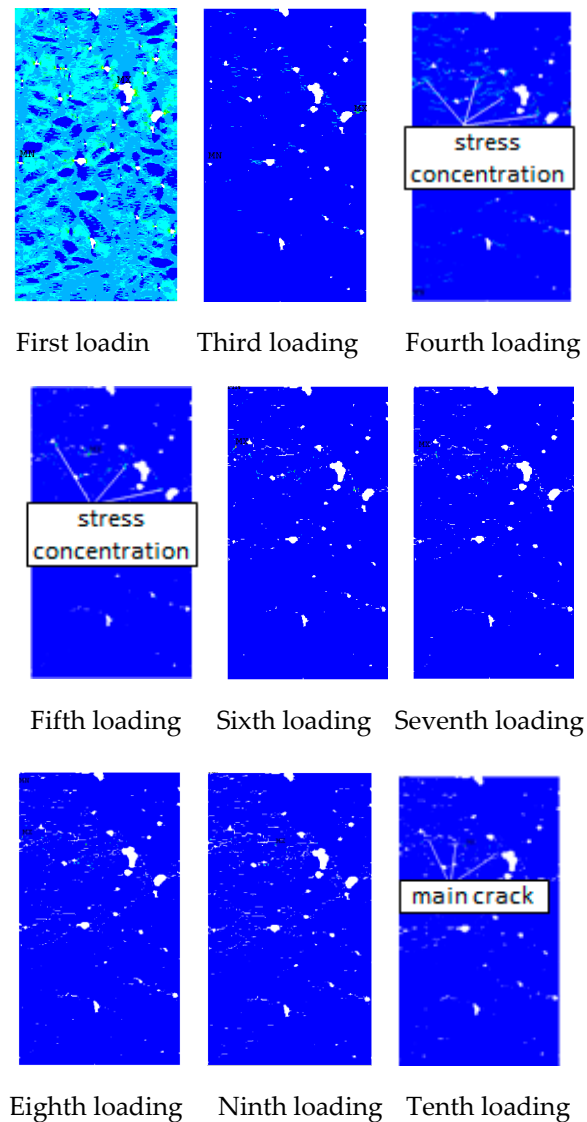 First loadin Third loading Fourth loading
stress
concentration
Fifth loading Sixth loading Seventh loading
stress
concentration
Eighth loading Ninth loading Tenth loading
main crack